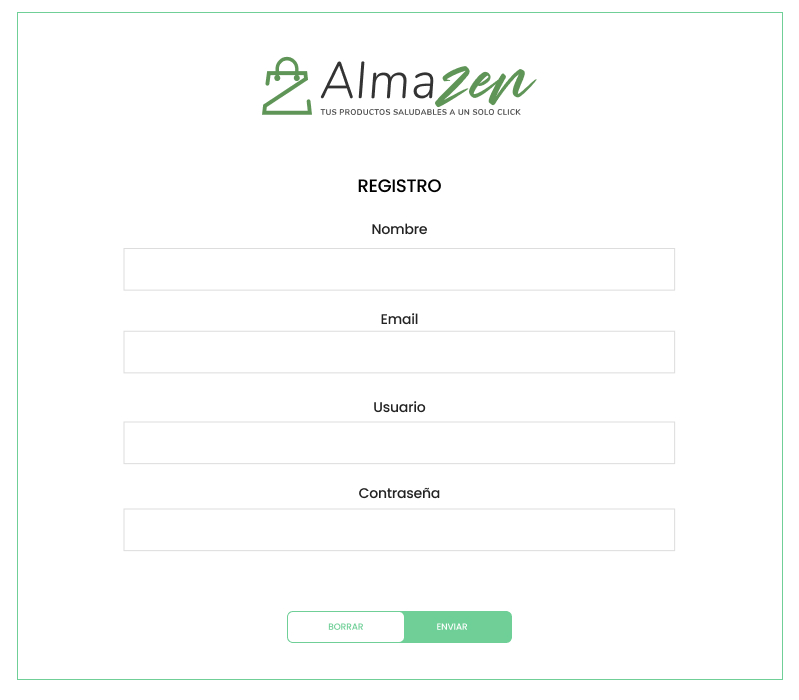 Almazen
TUS PRODUCTOS SALUDABLES A UN SOLO CLICK
REGISTRO
Nombre
Email
Usuario
Contraseña
BORRAR ENVIAR